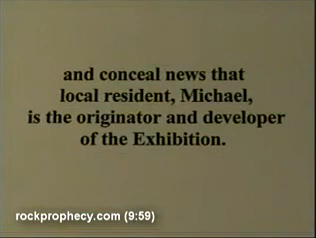 and conceal news that
local resident, Michael,
is the originator and developer
of the Exhibition.
rockprophecy.com (9:59)